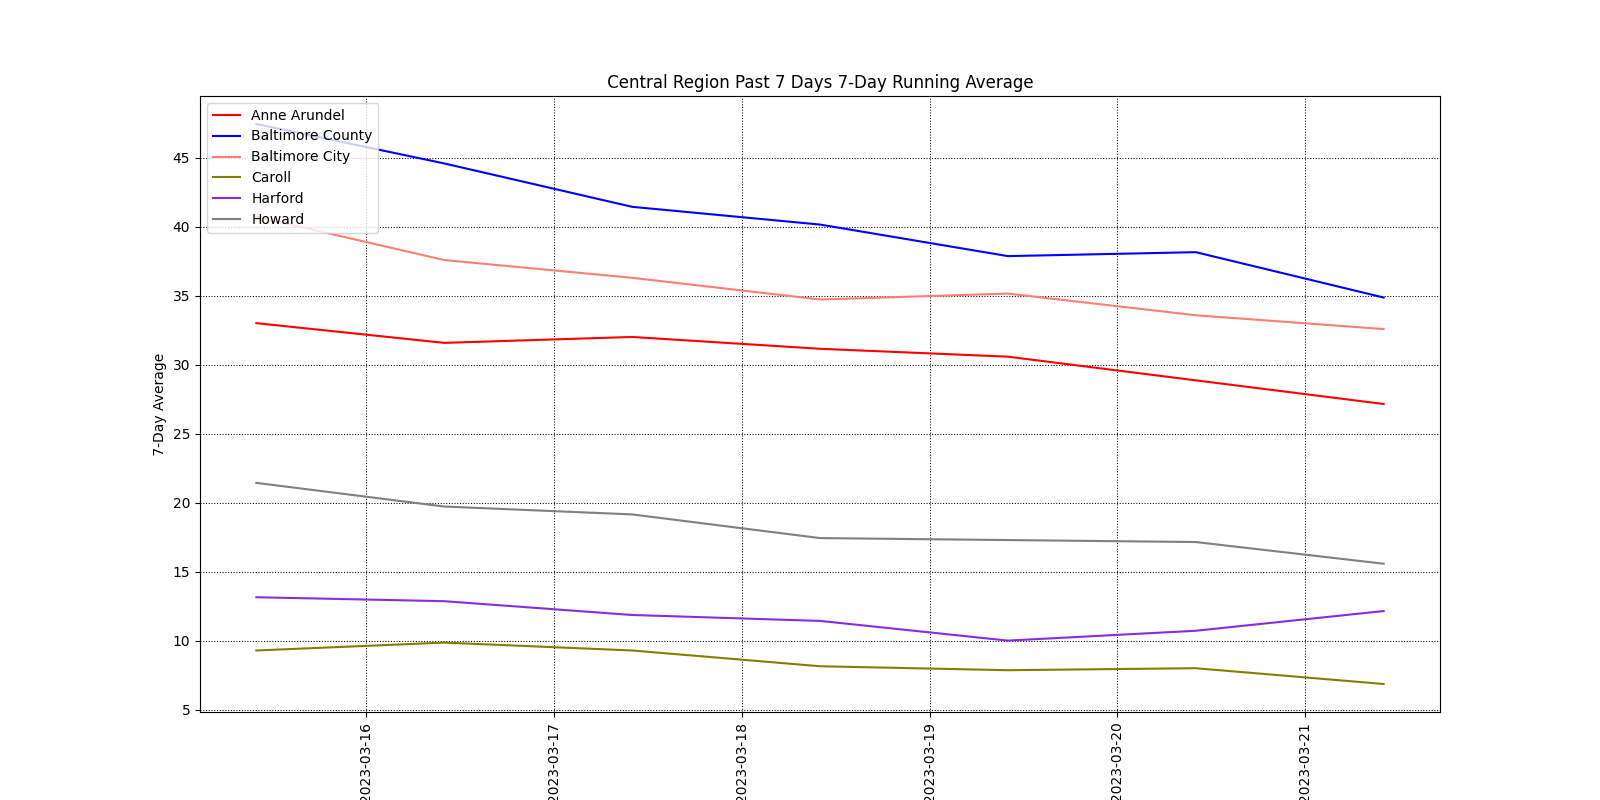 Central Region Past 7 Days 7-Day Running Average
Anne Arundel
Baltimore County
Baltimore City
Caroll
Harford
Howard
7-Day Average
45
40
35
30
25
20
15
10
5
2023-03-16
2023-03-17
2023-03-18
2023-03-19
2023-03-20
2023-03-21